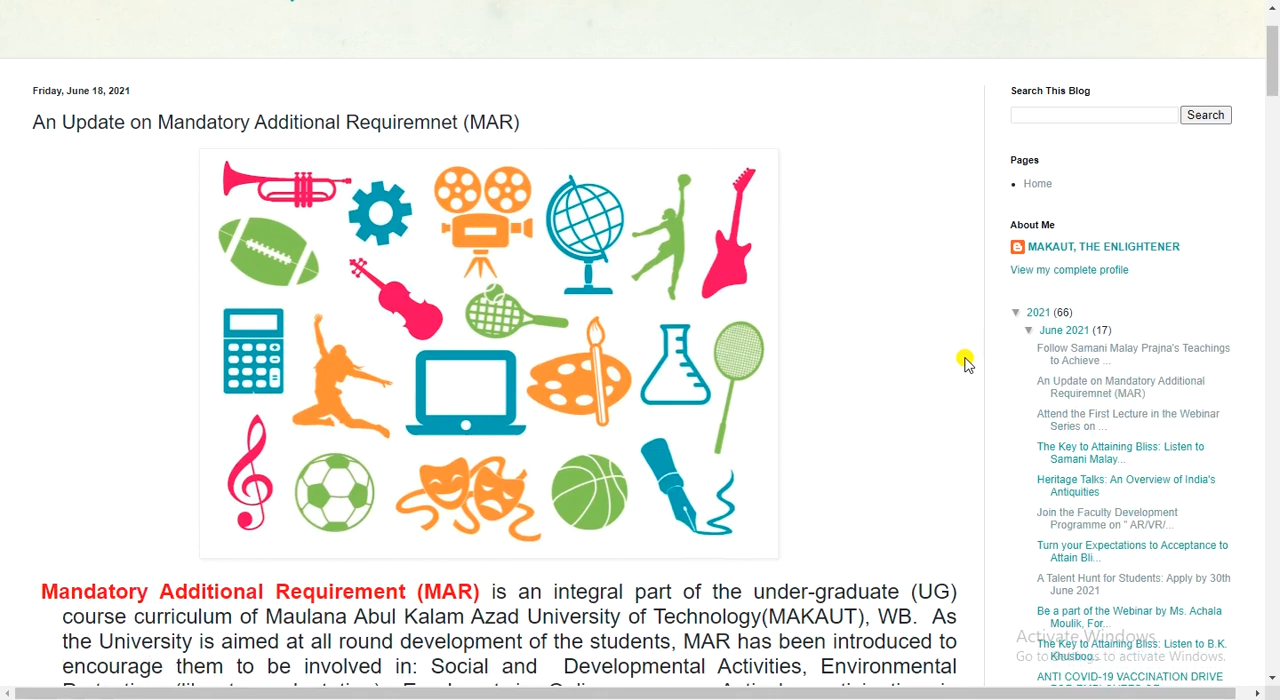 Friday, June 18, 2021
An Update on Mandatory Additional Requiremnet (MAR)
Mandatory Additional Requirement (MAR) is an integral part of the under-graduate (UG)
course curriculum of Maulana Abul Kalam Azad University of Technology(MAKAUT), WB. As
the University is aimed at all round development of the students, MAR has been introduced to
encourage them to be involved in: Social and Developmental Activities, Environmental
Search This Blog
Search
Pages
Home
About Me
MAKAUT, THE ENLIGHTENER
View my complete profile
▼ 2021 (66)
▼ June 2021 (17)
Follow Samani Malay Prajna's Teachings
to Achieve ...
An Update on Mandatory Additional
Requiremnet (MAR)
Attend the First Lecture in the Webinar
Series on ...
The Key to Attaining Bliss: Listen to
Samani Malay...
Heritage Talks: An Overview of India's
Antiquities
Join the Faculty Development
Programme on " AR/VR/...
Turn your Expectations to Acceptance to
Attain Bli...
A Talent Hunt for Students: Apply by 30th
June 2021
Be a part of the Webinar by Ms. Achala
Moulik, For...
The Key to Attaining Bliss: Listen to B.K.
Khusboo...
ANTI COVID-19 VACCINATION DRIVE
Activate Windows
Go to Settings to activate Windows.